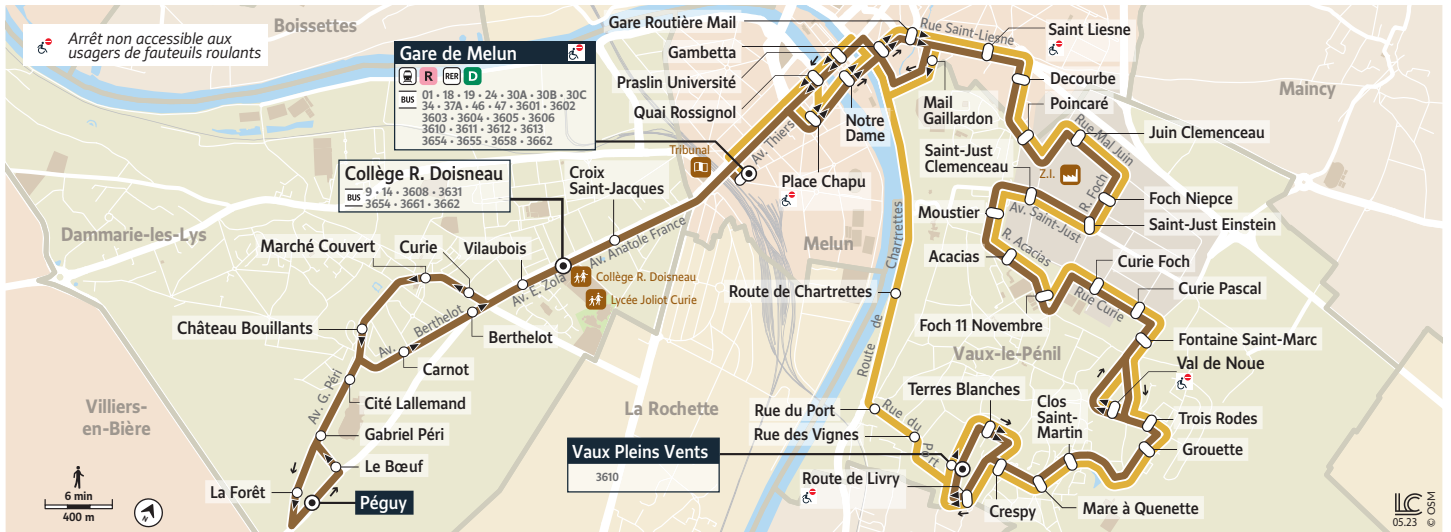 Arrêt non accessible aux
usagers de fauteuils roulants
Boissettes
Gare de Melun
R RER D
BUS
01 • 18 • 19 • 24 • 30A • 30B • 30C
34 • 37A • 46 • 47 • 3601 • 3602
3603 • 3604 • 3605 • 3606
3610 • 3611 • 3612 • 3613
3654 • 3655 • 3658 • 3662
Collège R. Doisneau
BUS
9 • 14 • 3608 • 3631
3654 • 3661 • 3662
Gare Routière Mail
Gambetta
Praslin Université
Quai Rossignol
Rue Saint-Liesne
Saint Liesne
Decourbe
Poincaré
Maincy
Mail
Gaillardon
Notre
Dame
Rue Mal Juin
Juin Clemenceau
Saint-Just
Clemenceau
Z.I.
R. Foch
Foch Niepce
Tribunal
Av. Thiers
Place Chapu
Croix
Saint-Jacques
Moustier
Av. Saint-Just
Saint-Just Einstein
Dammarie-les-Lys
Marché Couvert
Curie
Vilaubois
Av. Anatole France
Melun
Route de Chartrettes
Acacias
R. Acacias
Curie Foch
Av. E. Zola
Collège R. Doisneau
Lycée Joliot Curie
Route de Chartrettes
Curie Pascal
Rue Curie
Château Bouillants
Av. Berthelot
Berthelot
Foch 11 Novembre
Fontaine Saint-Marc
Vaux-le-Pénil
Carnot
Val de Noue
Av. G. Péri
Cité Lallemand
Terres Blanches
Clos
Saint-
Martin
Villiers-
en-Bière
La Rochette
Rue du Port
Rue du Port
Trois Rodes
Gabriel Péri
Rue des Vignes
Grouette
Vaux Pleins Vents
3610
Le Bœuf
Route de Livry
6 min
400 m
La Forêt
Péguy
Crespy
Mare à Quenette
LC
05.23
© OSM